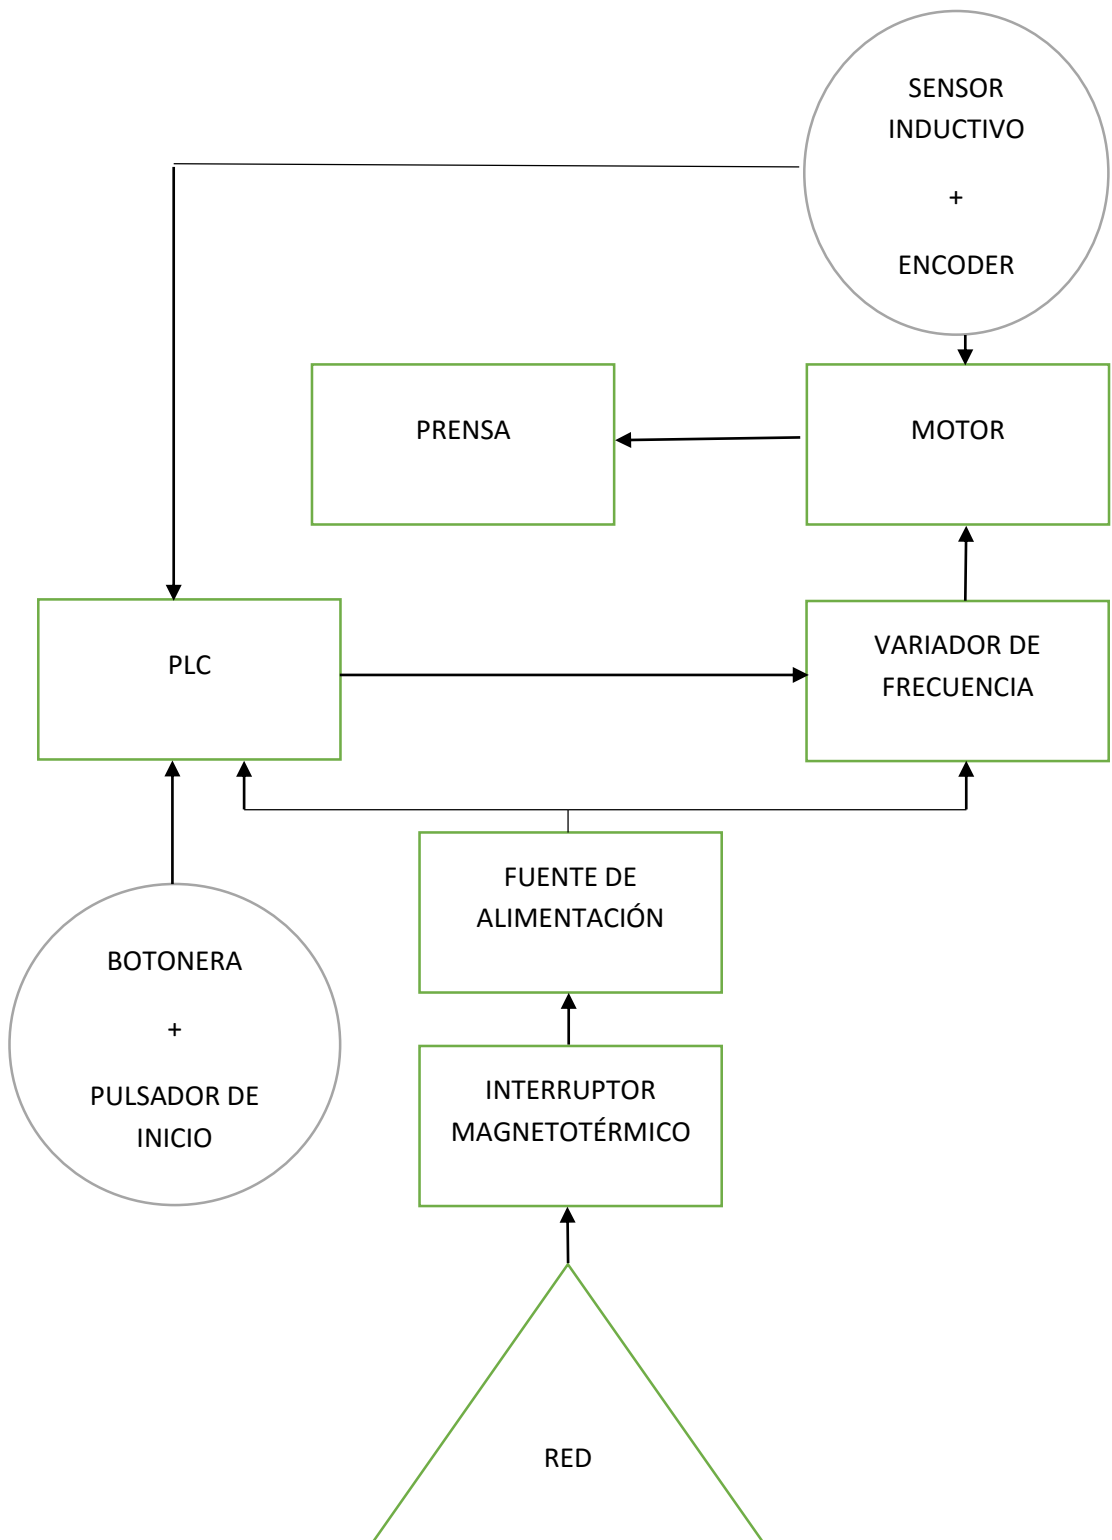 SENSOR
INDUCTIVO
+
ENCODER
PRENSA
MOTOR
PLC
VARIADOR DE
FRECUENCIA
FUENTE DE
ALIMENTACIÓN
BOTONERA
+
PULSADOR DE
INICIO
INTERRUPTOR
MAGNETOTÉRMICO
RED